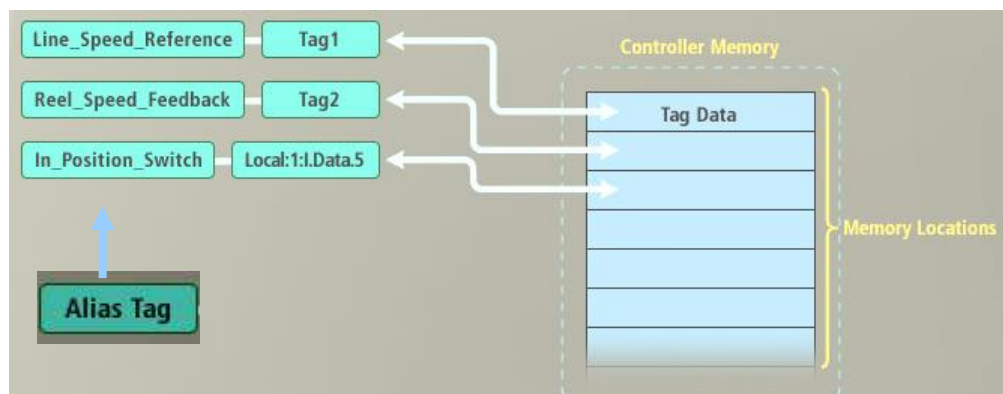 Line_Speed_Reference Tag1
Controller Memory
Reel_Speed_Feedback Tag2
Tag Data
In_Position_Switch Local:1:I.Data.5
Memory Locations
Alias Tag